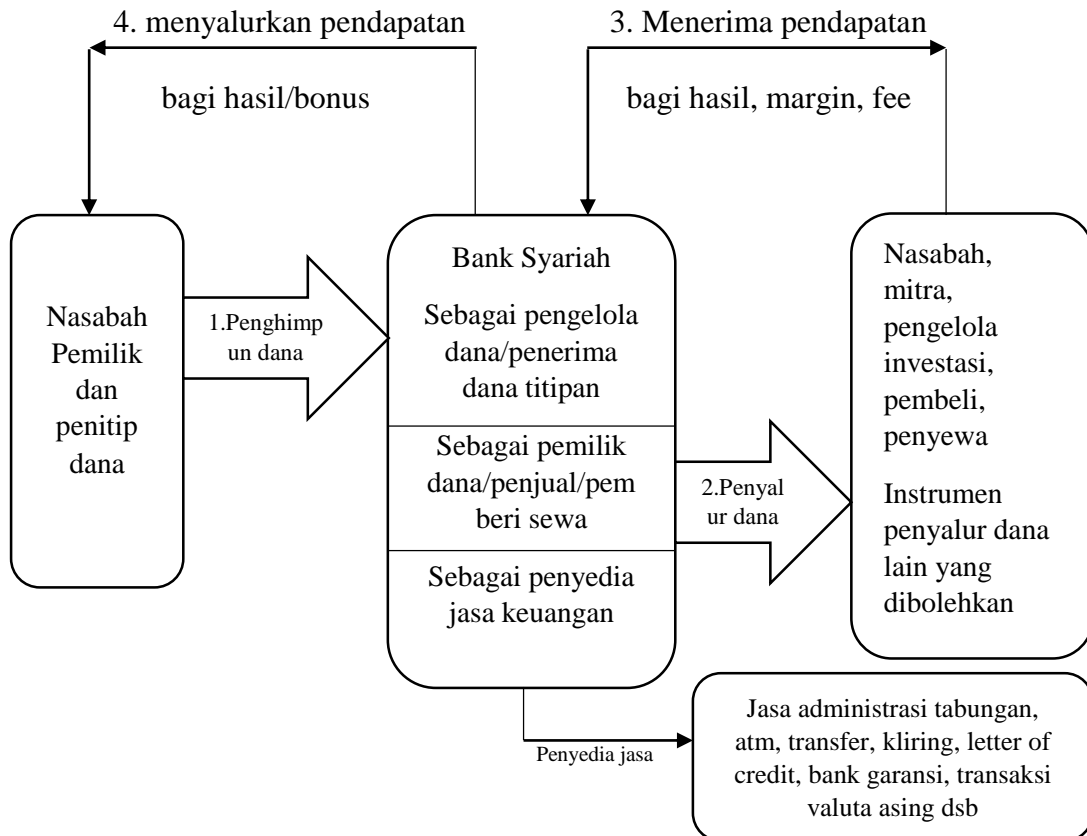 4. menyalurkan pendapatan
bagi hasil/bonus
3. Menerima pendapatan
bagi hasil, margin, fee
Nasabah
Pemilik
dan
penitip
dana
1.Penghimp
un dana
Bank Syariah
Sebagai pengelola
dana/penerima
dana titipan
Sebagai pemilik
dana/penjual/pem
beri sewa
Sebagai penyedia
jasa keuangan
2.Penyal
ur dana
Nasabah,
mitra,
pengelola
investasi,
pembeli,
penyewa
Instrumen
penyalur dana
lain yang
dibolehkan
Penyedia jasa
Jasa administrasi tabungan,
atm, transfer, kliring, letter of
credit, bank garansi, transaksi
valuta asing dsb